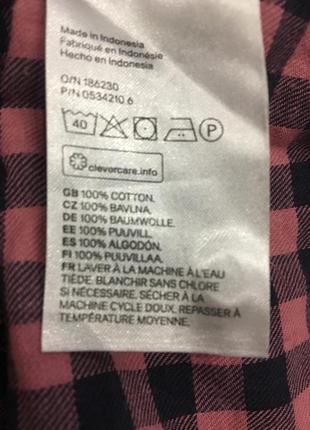 Made in Indonesia
Fabriqué en Indonésie
Hecho en Indonesia
O/N 186230
P/N 0534210 6
40 P
clevercare.info
GB 100% COTTON.
CZ 100% BAVLNA.
DE 100% BAUMWOLLE.
EE 100% PUUVILL.
ES 100% ALGODÓN.
FI 100% PUUVILLAA.
FR LAVER À LA MACHINE À L'EAU
TIÈDE. BLANCHIR SANS CHLORE
SI NÉCESSAIRE. SÉCHER À LA
MACHINE CYCLE DOUX. REPASSER À
TEMPÉRATURE MOYENNE.